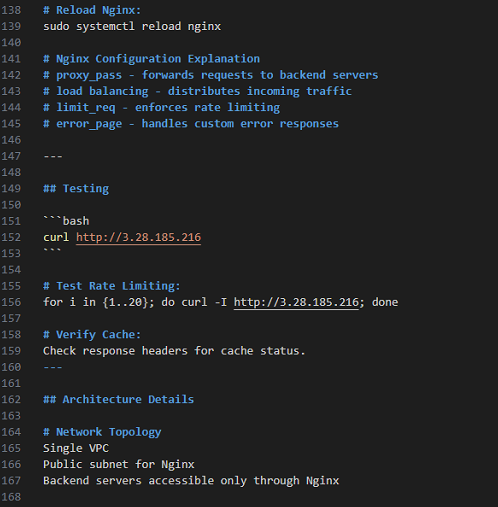 138 # Reload Nginx:
139 sudo systemctl reload nginx
140
141 # Nginx Configuration Explanation
142 # proxy_pass - forwards requests to backend servers
143 # load balancing - distributes incoming traffic
144 # limit_req - enforces rate limiting
145 # error_page - handles custom error responses
146
147 ---
148
149 ## Testing
150
151 ```bash
152 curl http://3.28.185.216
153 ```
154
155 # Test Rate Limiting:
156 for i in {1..20}; do curl -I http://3.28.185.216; done
157
158 # Verify Cache:
159 Check response headers for cache status.
160 ---
161
162 ## Architecture Details
163
164 # Network Topology
165 Single VPC
166 Public subnet for Nginx
167 Backend servers accessible only through Nginx
168